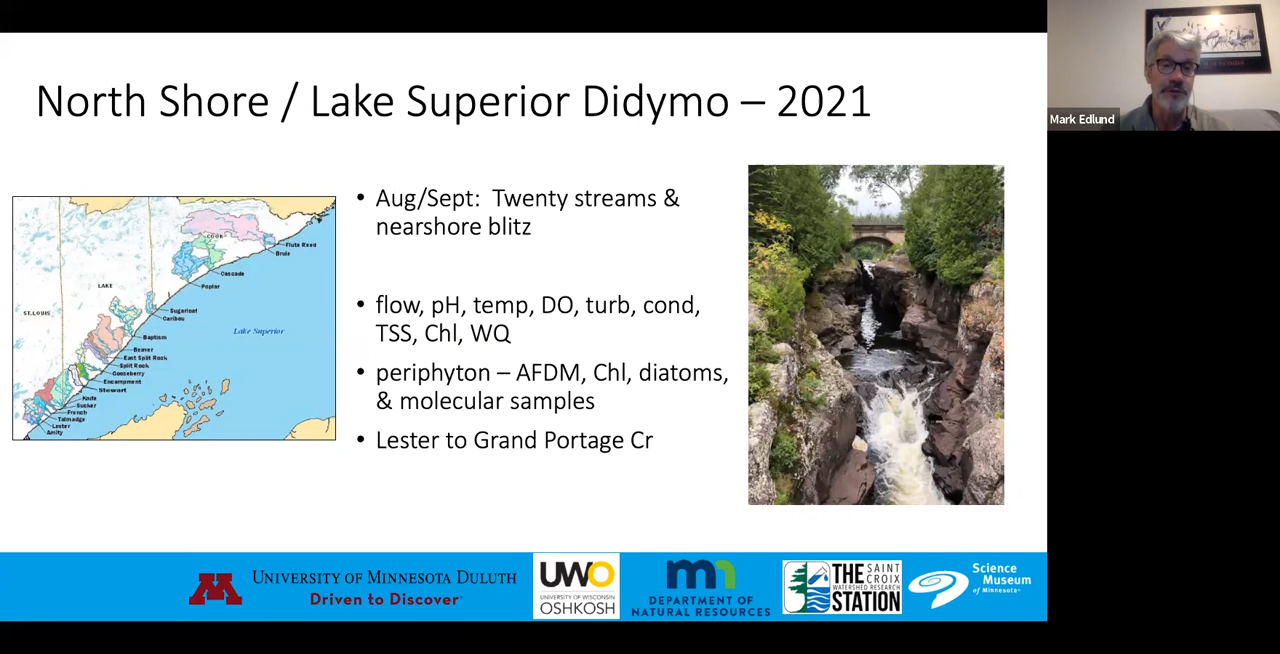 North Shore / Lake Superior Didymo – 2021
Mark Edlund
• Aug/Sept: Twenty streams &
nearshore blitz
• flow, pH, temp, DO, turb, cond,
TSS, Chl, WQ
• periphyton – AFDM, Chl, diatoms,
& molecular samples
• Lester to Grand Portage Cr
COOK
Flute Reed
Brule
Cascade
Poplar
LAKE
Sugarloaf
Caribou
ST.LOUIS
Lake Superior
Baptism
Beaver
East Split Rock
Split Rock
Gooseberry
Encampment
Stewart
Knife
Sucker
French
Talmadge
Lester
Amity
M
UNIVERSITY OF MINNESOTA DULUTH
Driven to Discover
UWO
UNIVERSITY OF WISCONSIN
OSHKOSH
mn
DEPARTMENT OF
NATURAL RESOURCES
THE SAINT CROIX
WATERSHED RESEARCH
STATION
Science
Museum
of Minnesota